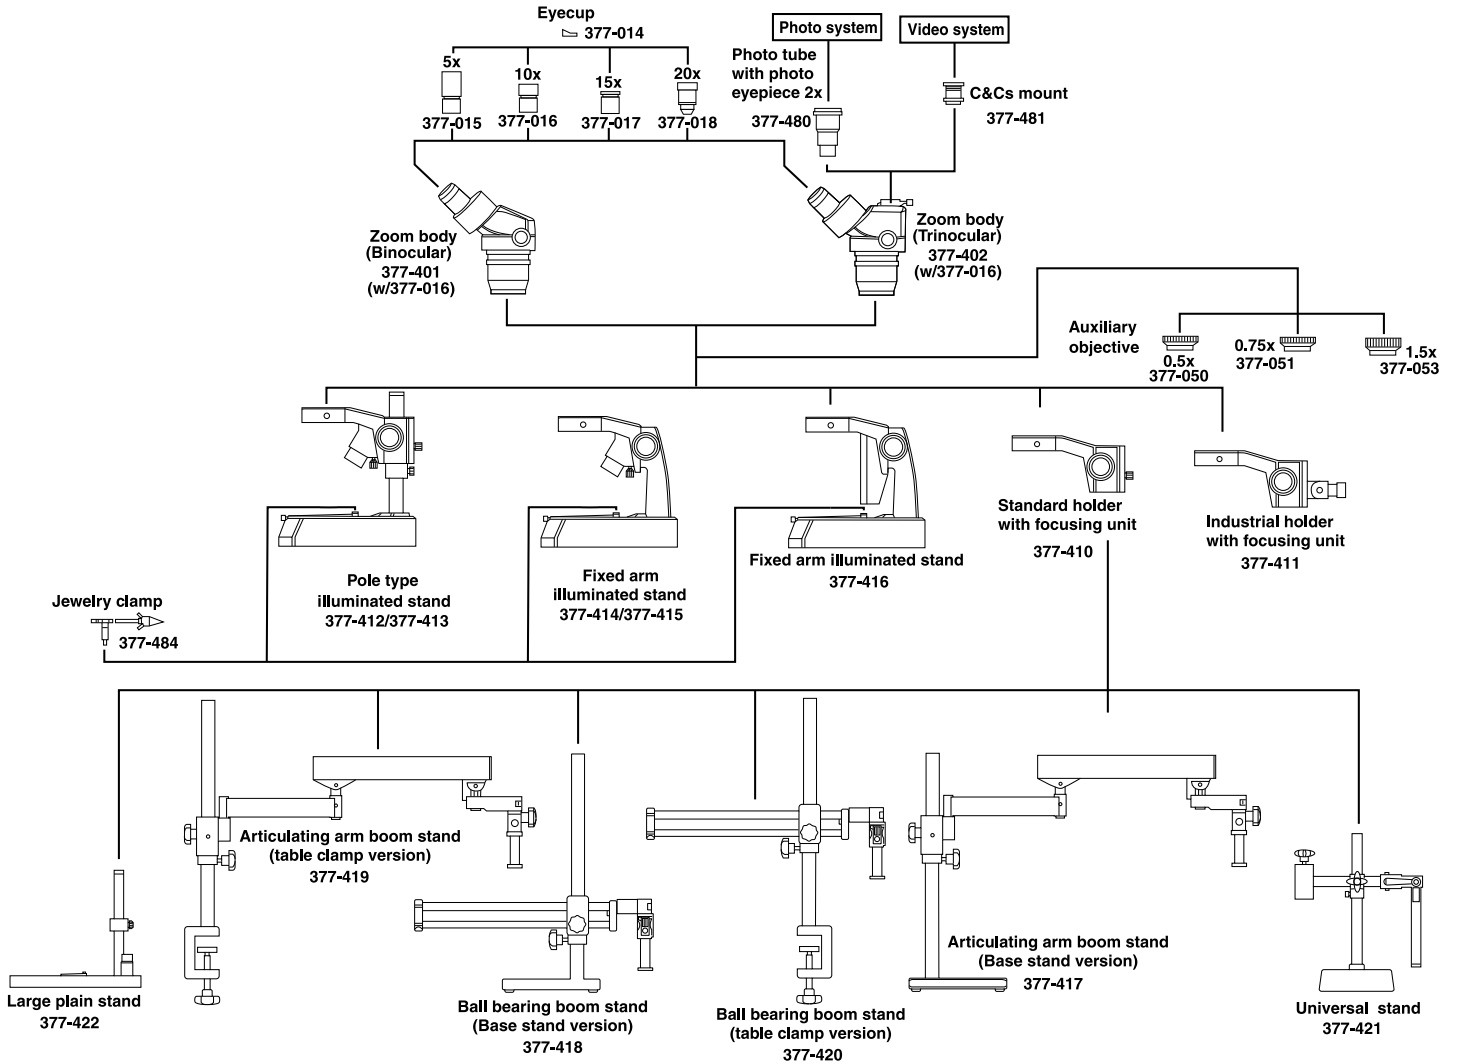 Eyecup
377-014
Photo system
Video system
5x
10x
15x
20x
377-015
377-016
377-017
377-018
Photo tube
with photo
eyepiece 2x
377-480
C&Cs mount
377-481
Zoom body
(Binocular)
377-401
(w/377-016)
Zoom body
(Trinocular)
377-402
(w/377-016)
Auxiliary
objective
0.5x
377-050
0.75x
377-051
1.5x
377-053
Pole type
illuminated stand
377-412/377-413
Fixed arm
illuminated stand
377-414/377-415
Fixed arm illuminated stand
377-416
Standard holder
with focusing unit
377-410
Industrial holder
with focusing unit
377-411
Jewelry clamp
377-484
Large plain stand
377-422
Articulating arm boom stand
(table clamp version)
377-419
Ball bearing boom stand
(Base stand version)
377-418
Ball bearing boom stand
(table clamp version)
377-420
Articulating arm boom stand
(Base stand version)
377-417
Universal stand
377-421